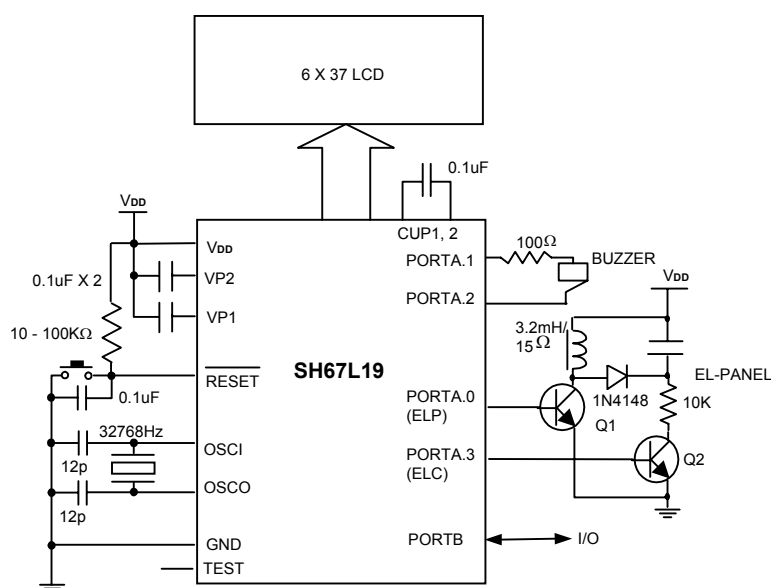 6 X 37 LCD
0.1uF
VDD
VDD
CUP1, 2
100Ω
BUZZER
PORTA.1
0.1uF X 2
VP2
VDD
PORTA.2
VP1
3.2mH/
15Ω
10 - 100KΩ
SH67L19
EL-PANEL
RESET
1N4148
PORTA.0
(ELP)
10K
0.1uF
Q1
32768Hz
OSCI
PORTA.3
(ELC)
Q2
12p
OSCO
12p
GND
PORTB
I/O
TEST